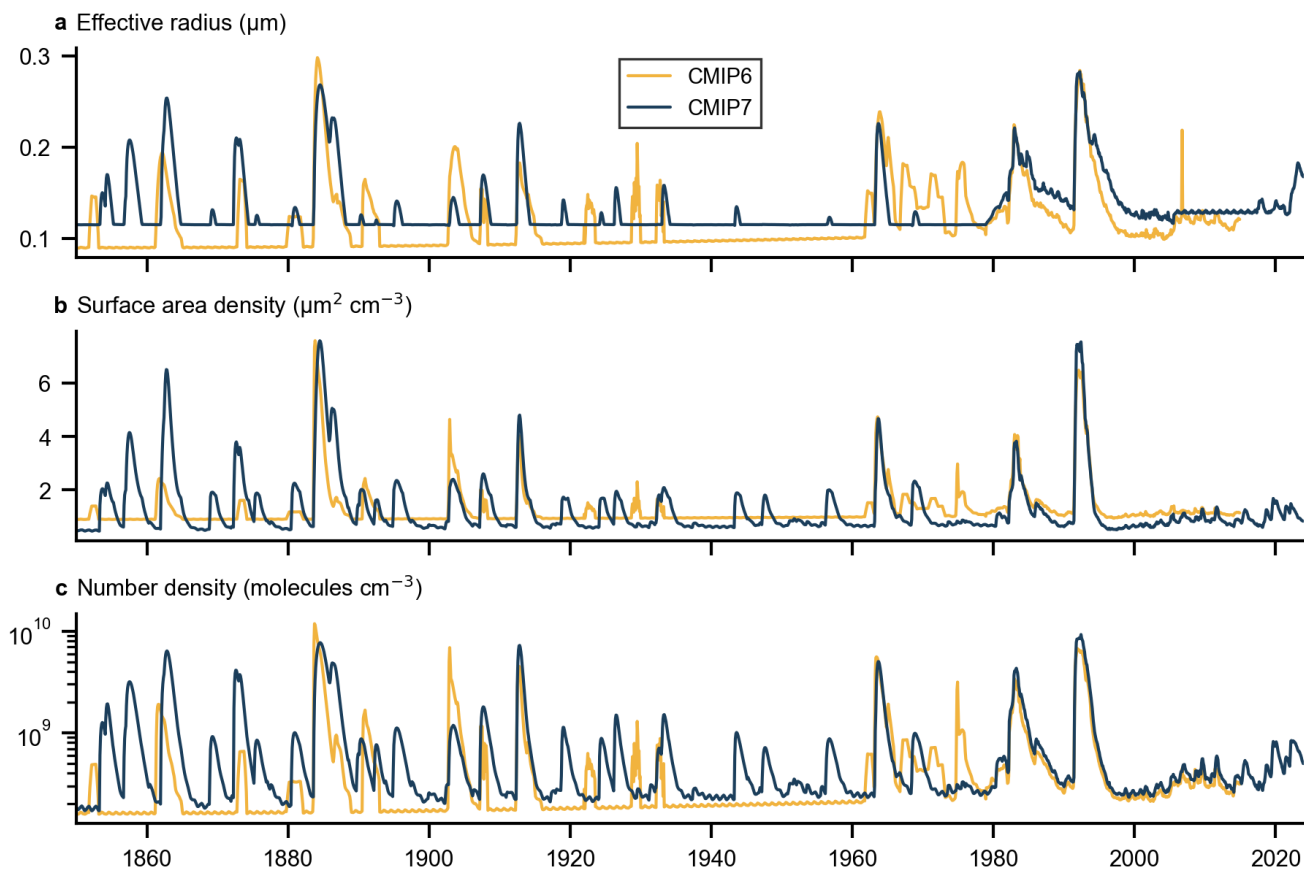 a Effective radius (μm)
0.3
0.2
0.1
CMIP6
CMIP7
b Surface area density (μm² cm⁻³)
6
4
2
c Number density (molecules cm⁻³)
10¹⁰
10⁹
1860 1880 1900 1920 1940 1960 1980 2000 2020